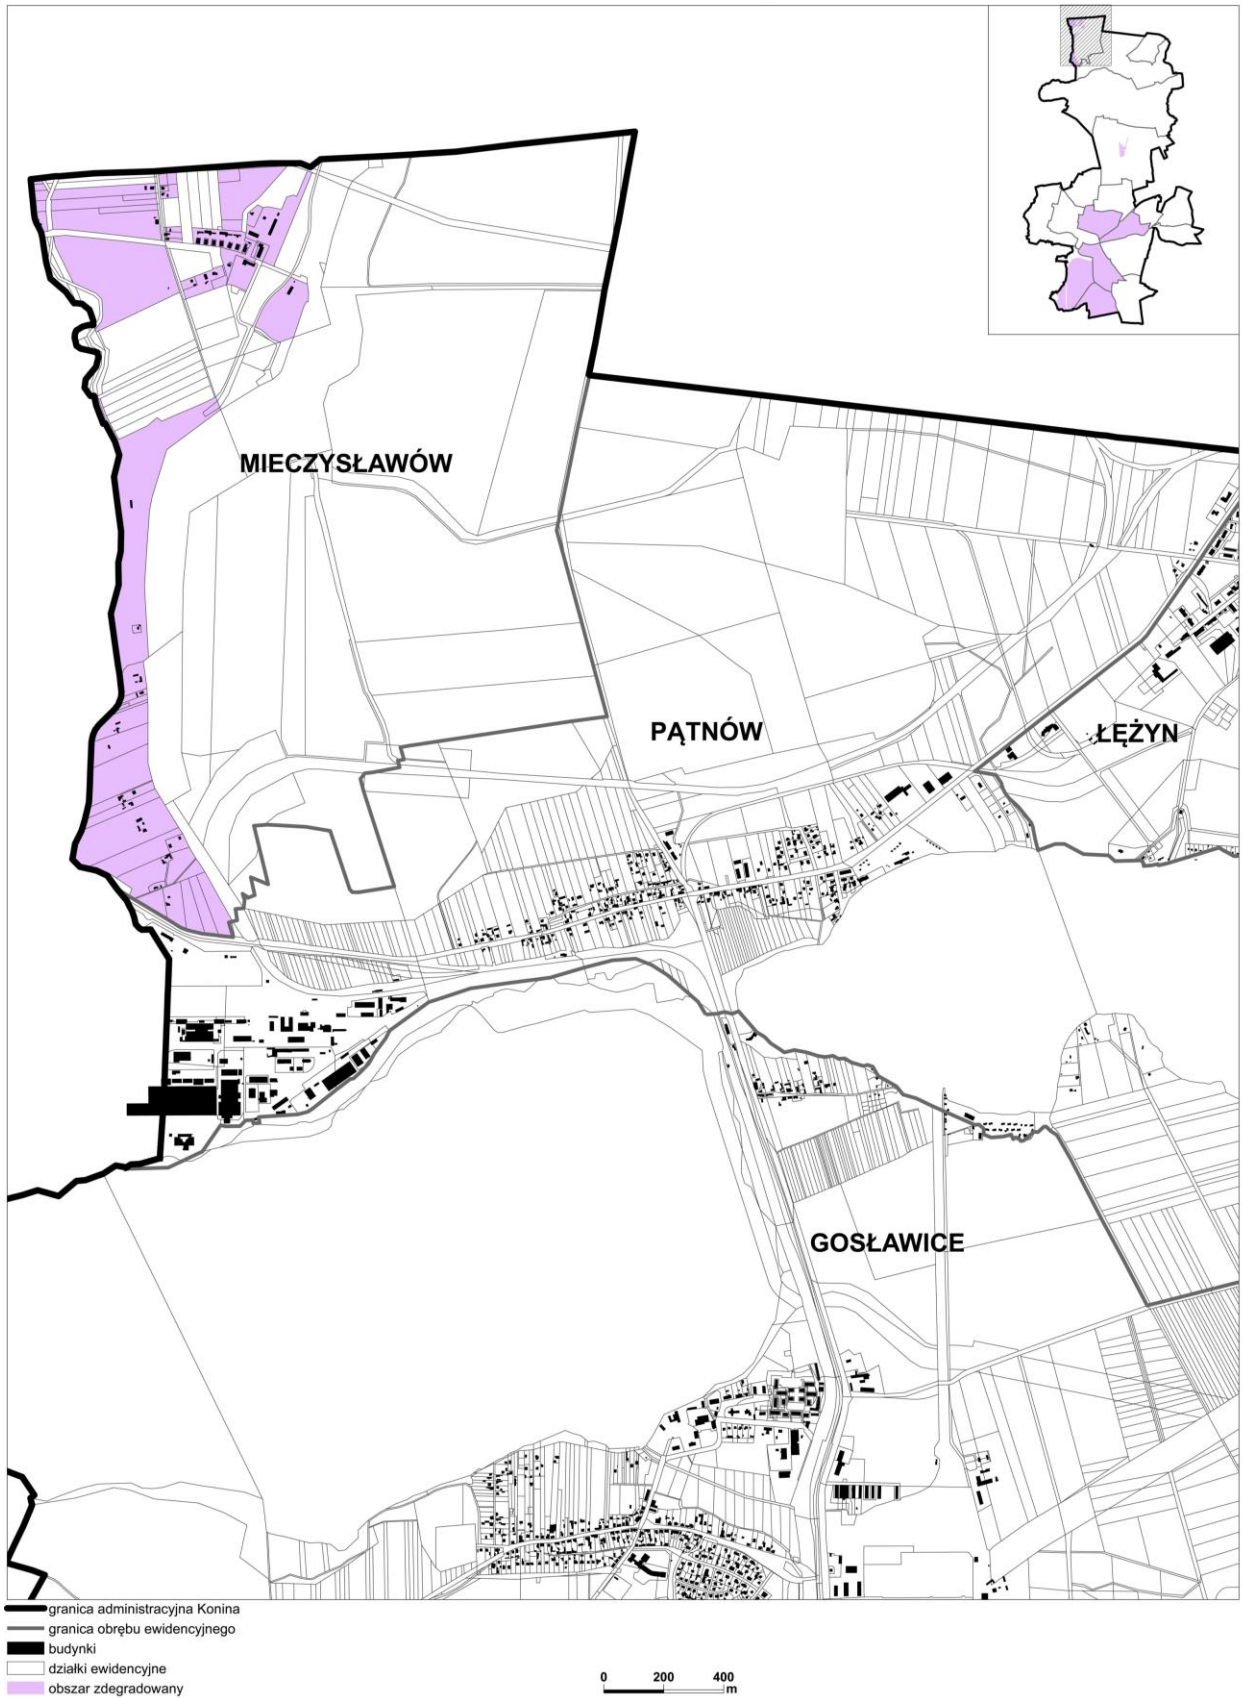 MIECZYSŁAWÓW
PĄTNÓW
ŁĘŻYN
GOSŁAWICE
granica administracyjna Konina
granica obrębu ewidencyjnego
budynki
działki ewidencyjne
obszar zdegradowany
0 200 400
m